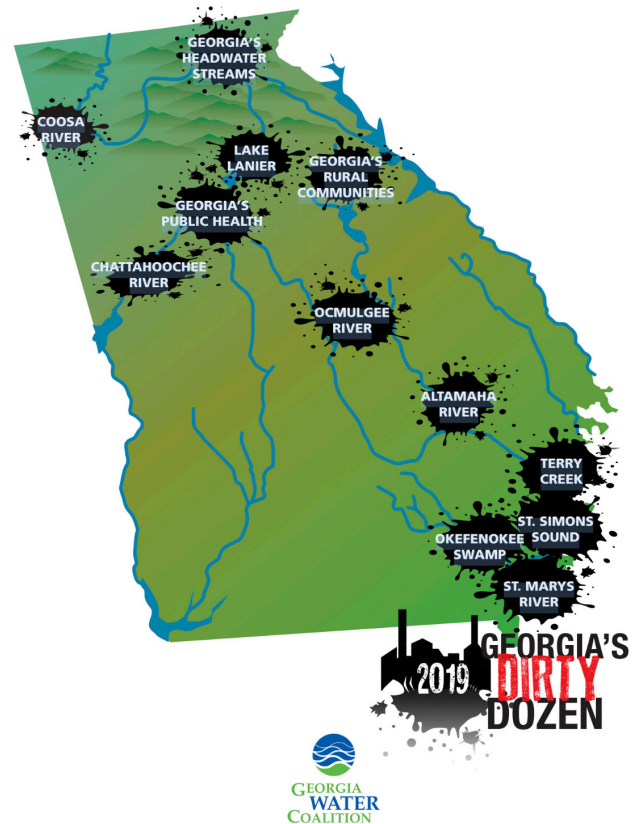 GEORGIA'S
HEADWATER
STREAMS
COOSA
RIVER
LAKE
LANIER
GEORGIA'S
RURAL
COMMUNITIES
GEORGIA'S
PUBLIC HEALTH
CHATTAHOOCHEE
RIVER
OCMULGEE
RIVER
ALTAMAHA
RIVER
TERRY
CREEK
ST. SIMONS
SOUND
OKEFENOKEE
SWAMP
ST. MARYS
RIVER
2019
GEORGIA'S
DIRTY
DOZEN
GEORGIA
WATER
COALITION